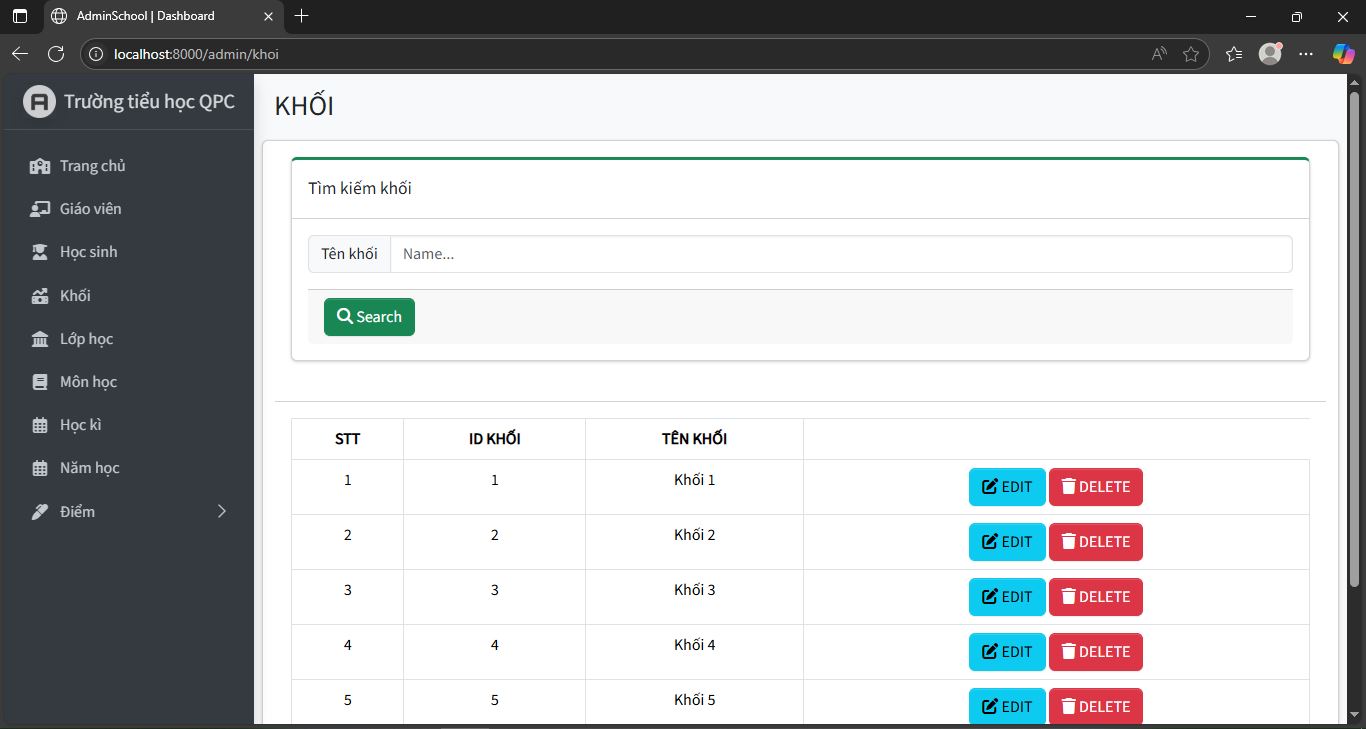 AdminSchool | Dashboard
localhost:8000/admin/khoi
Trường tiểu học QPC
Trang chủ
Giáo viên
Học sinh
Khối
Lớp học
Môn học
Học kì
Năm học
Điểm
KHỐI
Tìm kiếm khối
Tên khối Name...
Search
STT ID KHỐI TÊN KHỐI
1 1 Khối 1 EDIT DELETE
2 2 Khối 2 EDIT DELETE
3 3 Khối 3 EDIT DELETE
4 4 Khối 4 EDIT DELETE
5 5 Khối 5 EDIT DELETE